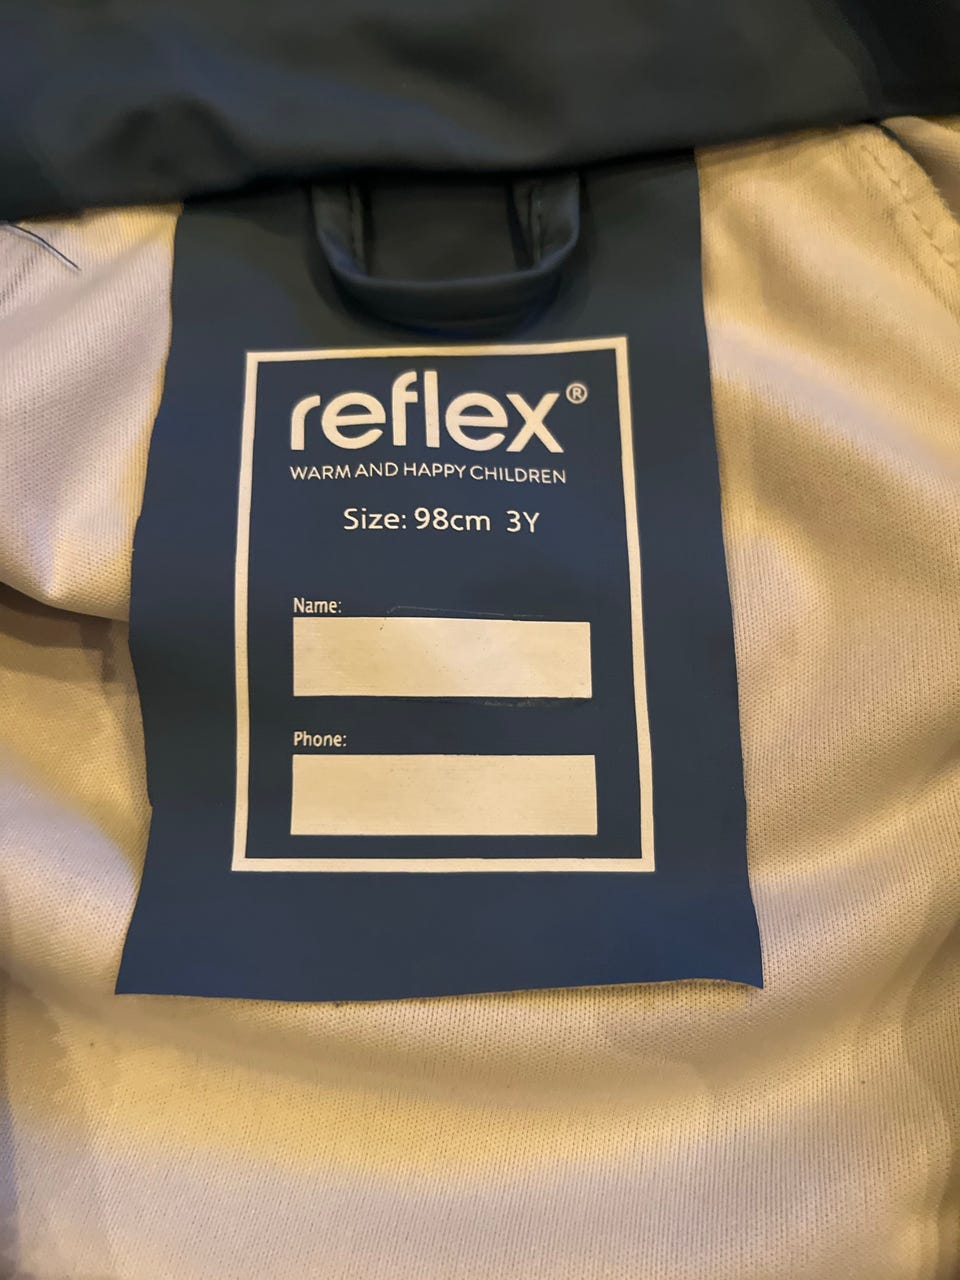 reflex®
WARM AND HAPPY CHILDREN
Size: 98cm 3Y
Name:
Phone: